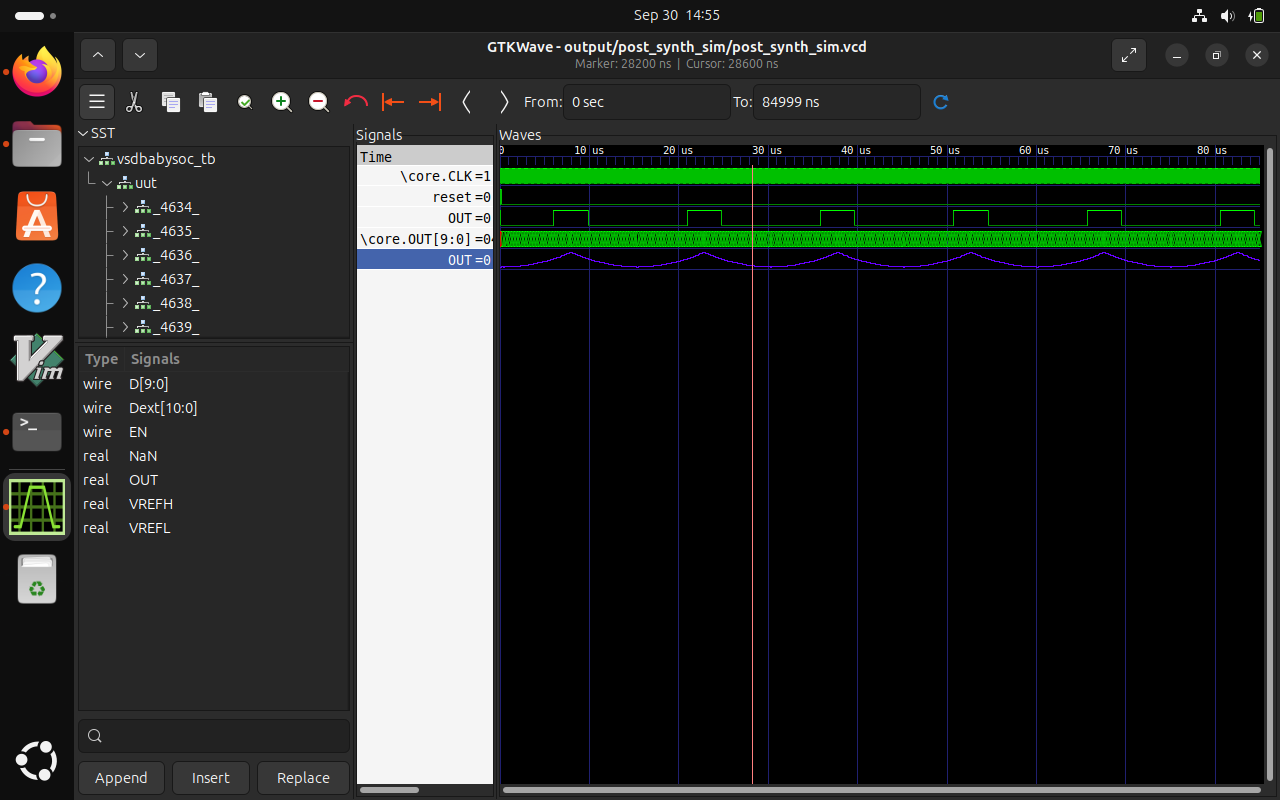 Sep 30 14:55
GTKWave - output/post_synth_sim/post_synth_sim.vcd
Marker: 28200 ns | Cursor: 28600 ns
From: 0 sec To: 84999 ns
SST
vsdbabysoc_tb
uut
_4634_
_4635_
_4636_
_4637_
_4638_
_4639_
Type Signals
wire D[9:0]
wire Dext[10:0]
wire EN
real NaN
real OUT
real VREFH
real VREFL
Append Insert Replace
Signals
Time
\core.CLK =1
reset =0
OUT =0
\core.OUT[9:0] =0
OUT =0
Waves
0 10 us 20 us 30 us 40 us 50 us 60 us 70 us 80 us
Vim
>_
A
?